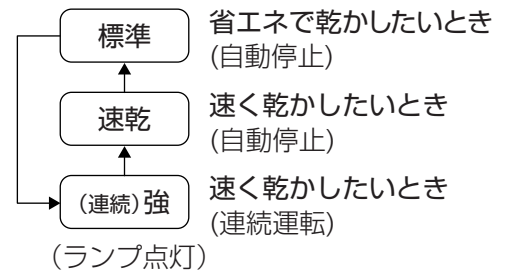 標準
省エネで乾かしたいとき
(自動停止)
速乾
速く乾かしたいとき
(自動停止)
(連続)強
速く乾かしたいとき
(連続運転)
(ランプ点灯)